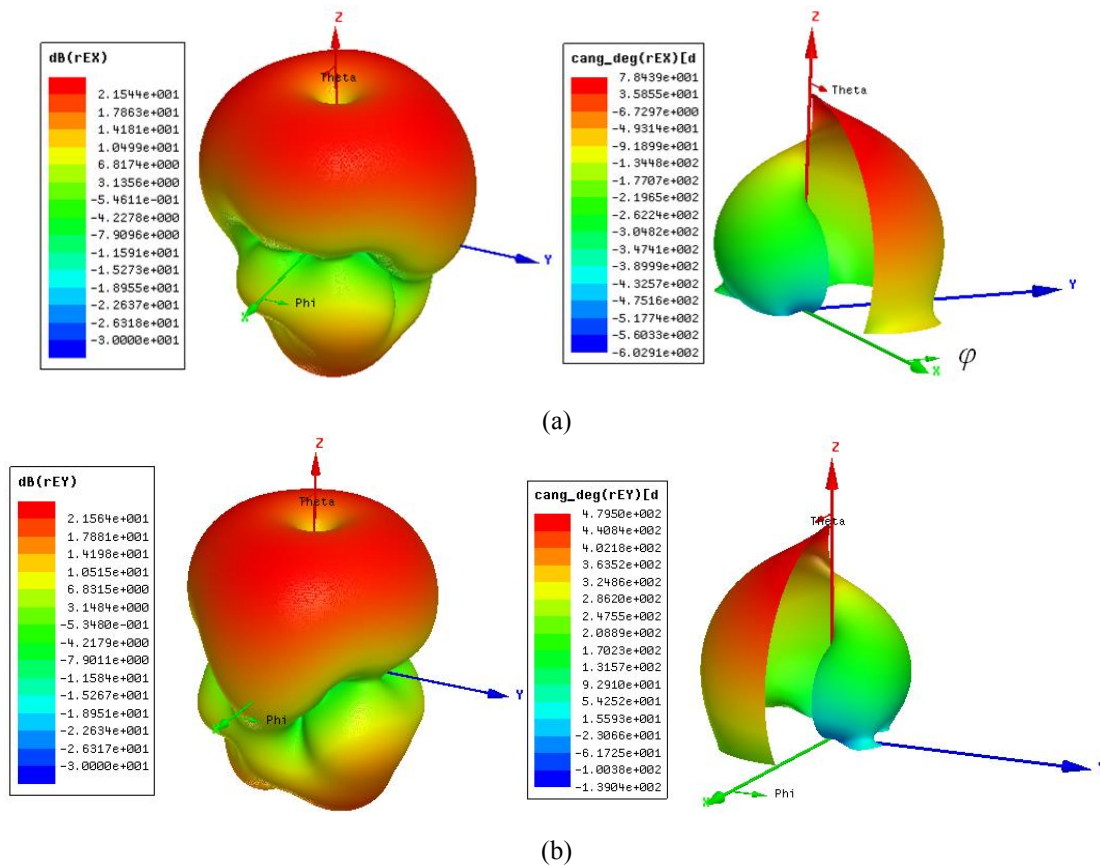 Z
dB(rEX)
2.1544e+001
1.7863e+001
1.4181e+001
1.0499e+001
6.8174e+000
3.1356e+000
-5.4611e-001
-4.2278e+000
-7.9096e+000
-1.1591e+001
-1.5273e+001
-1.8955e+001
-2.2637e+001
-2.6318e+001
-3.0000e+001
Theta
Y
Phi
X
Z
cang_deg(rEX)[d
7.8439e+001
3.5855e+001
-6.7297e+000
-4.9314e+001
-9.1899e+001
-1.3448e+002
-1.7707e+002
-2.1965e+002
-2.6224e+002
-3.0482e+002
-3.4741e+002
-3.8999e+002
-4.3257e+002
-4.7516e+002
-5.1774e+002
-5.6033e+002
-6.0291e+002
Theta
Y
φ
X
(a)
Z
dB(rEY)
2.1564e+001
1.7881e+001
1.4198e+001
1.0515e+001
6.8315e+000
3.1484e+000
-5.3480e-001
-4.2179e+000
-7.9011e+000
-1.1584e+001
-1.5267e+001
-1.8951e+001
-2.2634e+001
-2.6317e+001
-3.0000e+001
Theta
Y
Phi
X
Z
cang_deg(rEY)[d
4.7950e+002
4.4084e+002
4.0218e+002
3.6352e+002
3.2486e+002
2.8620e+002
2.4755e+002
2.0889e+002
1.7023e+002
1.3157e+002
9.2910e+001
5.4252e+001
1.5593e+001
-2.3066e+001
-6.1725e+001
-1.0038e+002
-1.3904e+002
Theta
X
Phi
(b)